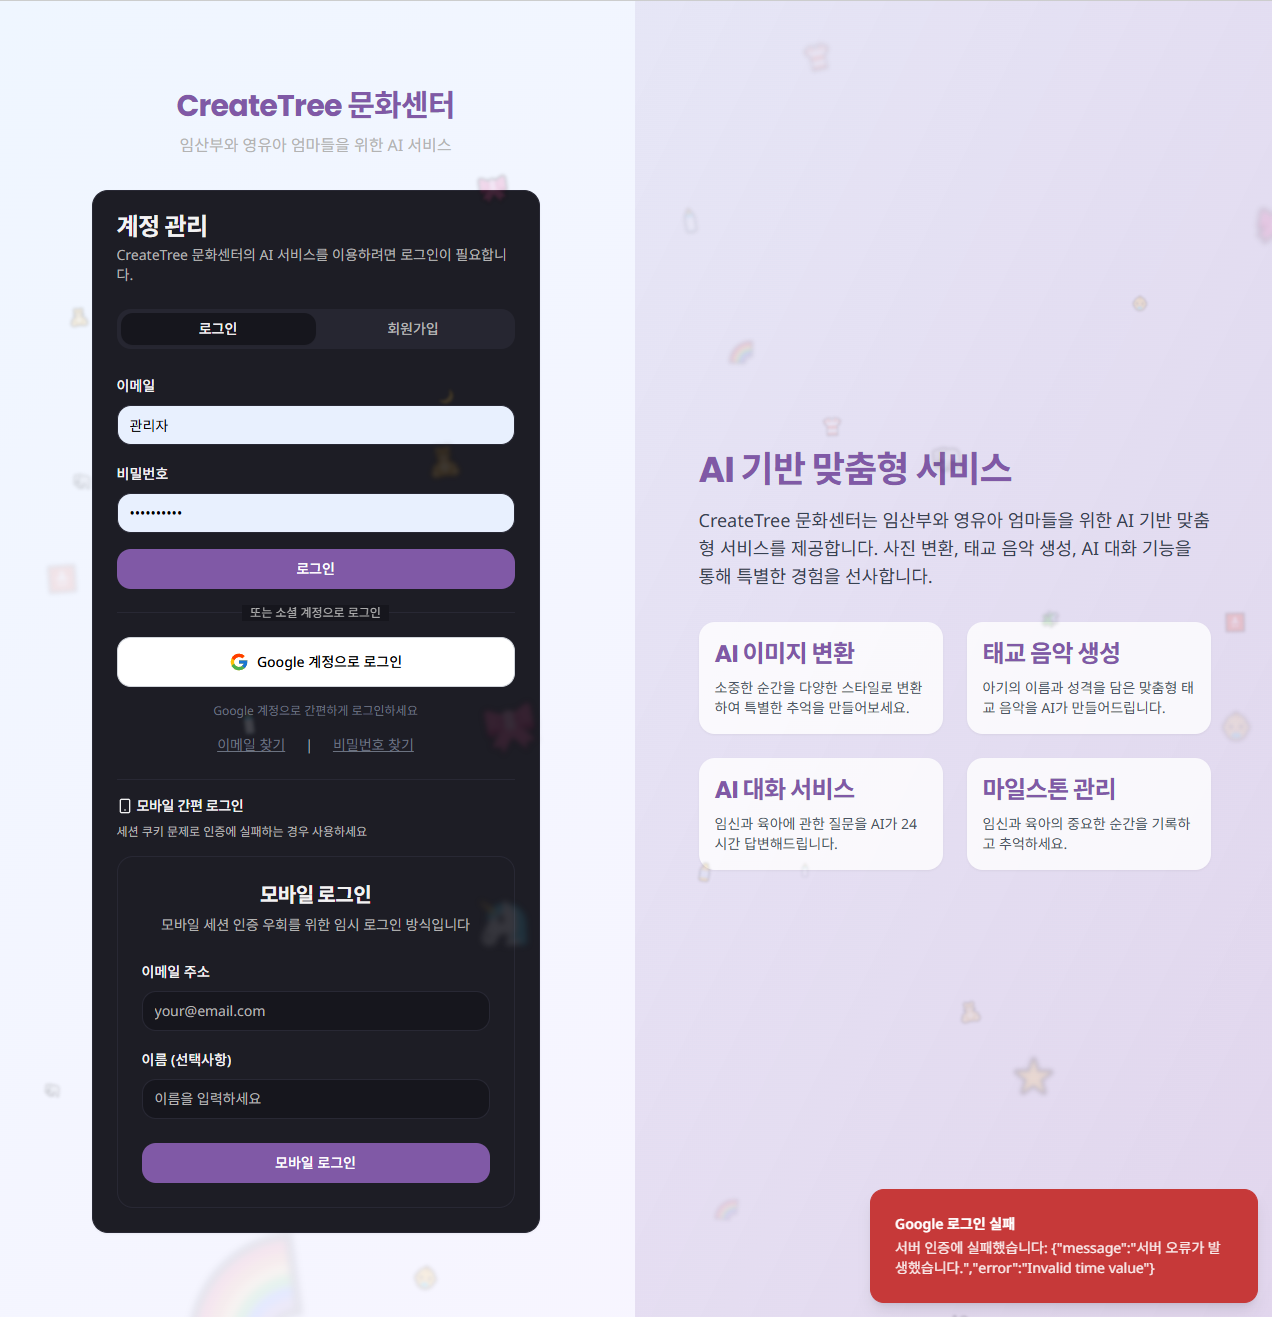 CreateTree 문화센터
임산부와 영유아 엄마들을 위한 AI 서비스
계정 관리
CreateTree 문화센터의 AI 서비스를 이용하려면 로그인이 필요합니
다.
로그인
회원가입
이메일
관리자
비밀번호
••••••••••
로그인
또는 소셜 계정으로 로그인
Google 계정으로 로그인
Google 계정으로 간편하게 로그인하세요
이메일 찾기 | 비밀번호 찾기
모바일 간편 로그인
세션 쿠키 문제로 인증에 실패하는 경우 사용하세요
모바일 로그인
모바일 세션 인증 우회를 위한 임시 로그인 방식입니다
이메일 주소
your@email.com
이름 (선택사항)
이름을 입력하세요
모바일 로그인
AI 기반 맞춤형 서비스
CreateTree 문화센터는 임산부와 영유아 엄마들을 위한 AI 기반 맞춤
형 서비스를 제공합니다. 사진 변환, 태교 음악 생성, AI 대화 기능을
통해 특별한 경험을 선사합니다.
AI 이미지 변환
소중한 순간을 다양한 스타일로 변환
하여 특별한 추억을 만들어보세요.
태교 음악 생성
아기의 이름과 성격을 담은 맞춤형 태
교 음악을 AI가 만들어드립니다.
AI 대화 서비스
임신과 육아에 관한 질문을 AI가 24
시간 답변해드립니다.
마일스톤 관리
임신과 육아의 중요한 순간을 기록하
고 추억하세요.
Google 로그인 실패
서버 인증에 실패했습니다: {"message":"서버 오류가 발
생했습니다.","error":"Invalid time value"}